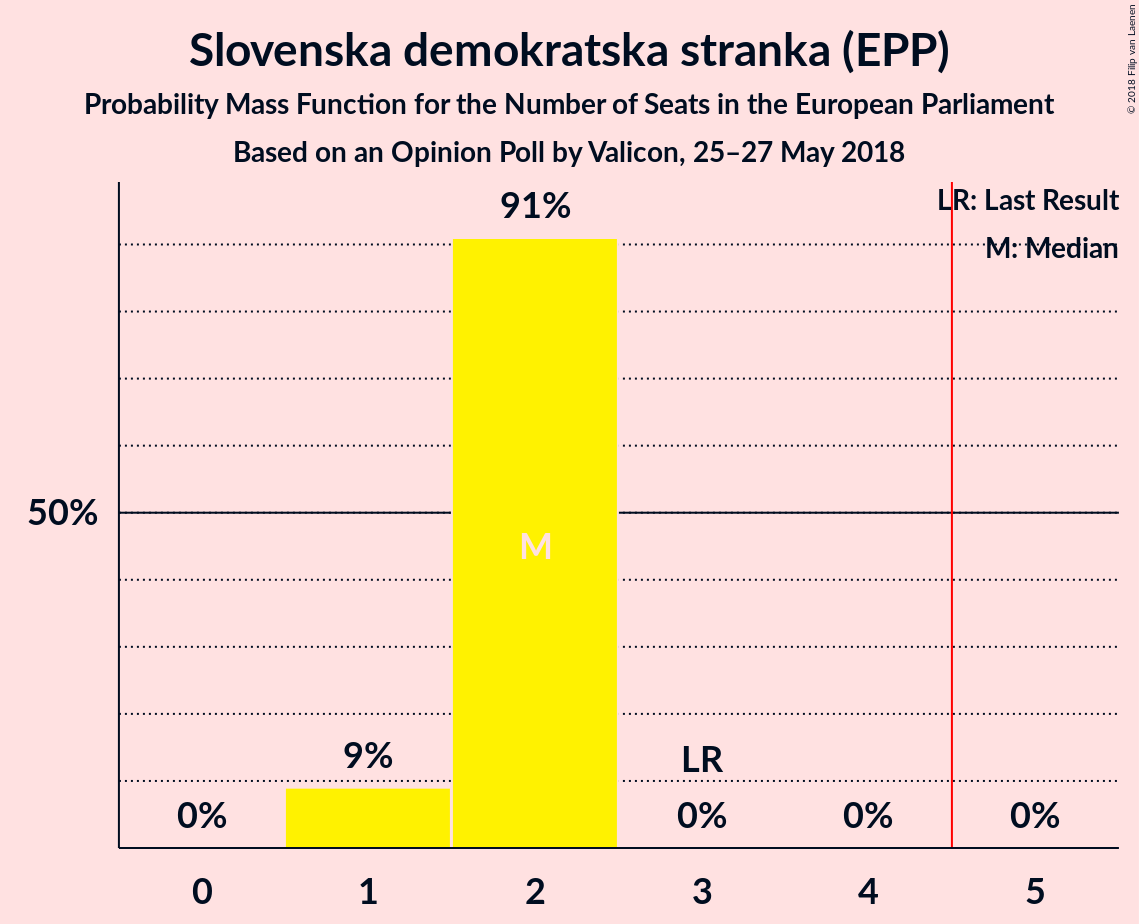 Slovenska demokratska stranka (EPP)
Probability Mass Function for the Number of Seats in the European Parliament
Based on an Opinion Poll by Valicon, 25–27 May 2018
© 2018 Filip van Laenen
LR: Last Result
M: Median
91%
50%
M
9%
LR
0%
0%
0%
0%
0 1 2 3 4 5